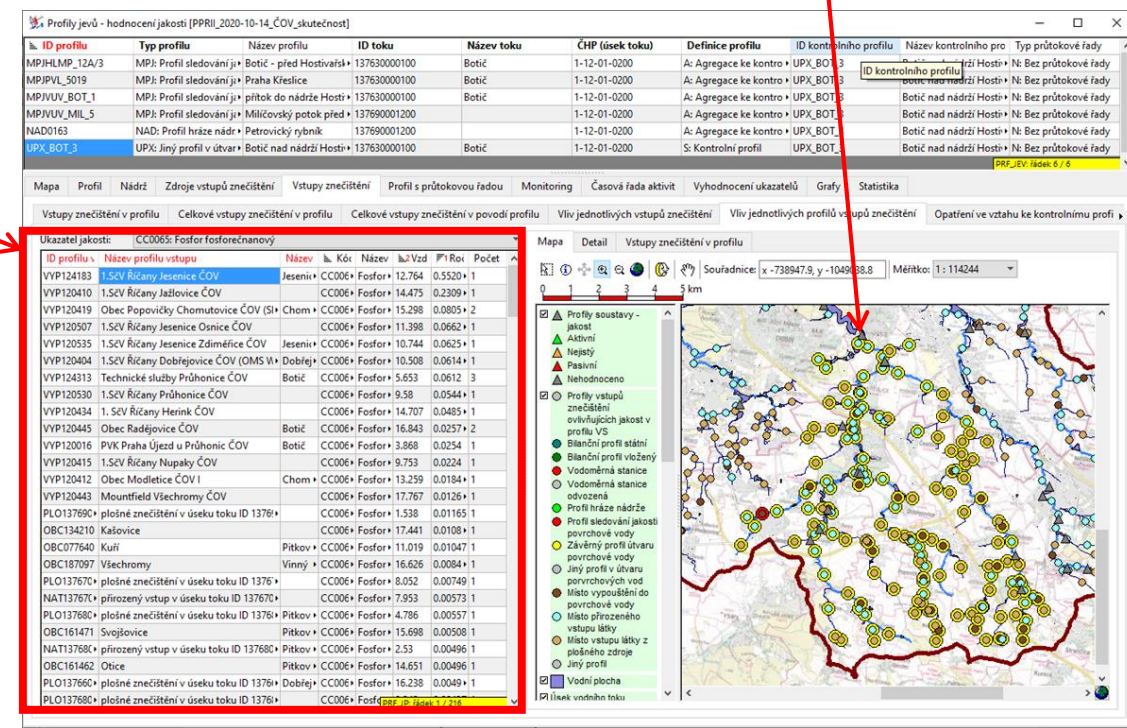 Profily jevů - hodnocení jakosti [PPRII_2020-10-14_ČOV_skutečnost]
ID profilu Typ profilu Název profilu ID toku Název toku ČHP (úsek toku) Definice profilu ID kontrolního profilu Název kontrolního pro Typ průtokové řady
MPJHLMP_12A/3 MPJ: Profil sledování ja Botič - před Hostivařsk 137630000100 Botič 1-12-01-0200 A: Agregace ke kontro UPX_BOT_3 Botič nad nádrží Hosti N: Bez průtokové řady
MPJPVL_5019 MPJ: Profil sledování ja Praha Křeslice 137630000100 Botič 1-12-01-0200 A: Agregace ke kontro UPX_BOT_3 Botič nad nádrží Hosti N: Bez průtokové řady
ID kontrolního profilu
MPJVUV_BOT_1 MPJ: Profil sledování ja přítok do nádrže Hosti 137630000100 Botič 1-12-01-0200 A: Agregace ke kontro UPX_BOT_3 Botič nad nádrží Hosti N: Bez průtokové řady
MPJVUV_MIL_5 MPJ: Profil sledování ja Milíčovský potok před 137690001200 1-12-01-0200 A: Agregace ke kontro UPX_BOT_3 Botič nad nádrží Hosti N: Bez průtokové řady
NAD0163 NAD: Profil hráze nádr Petrovický rybník 137690001200 1-12-01-0200 A: Agregace ke kontro UPX_BOT_3 Botič nad nádrží Hosti N: Bez průtokové řady
UPX_BOT_3 UPX: Jiný profil v útvar Botič nad nádrží Hosti 137630000100 Botič 1-12-01-0200 S: Kontrolní profil UPX_BOT_3 Botič nad nádrží Hosti N: Bez průtokové řady
PRF_JEV: řádek 6 / 6
Mapa Profil Nádrž Zdroje vstupů znečištění Vstupy znečištění Profil s průtokovou řadou Monitoring Časová řada aktivit Vyhodnocení ukazatelů Grafy Statistika
Vstupy znečištění v profilu Celkové vstupy znečištění v profilu Celkové vstupy znečištění v povodí profilu Vliv jednotlivých vstupů znečištění Vliv jednotlivých profilů vstupů znečištění Opatření ve vztahu ke kontrolnímu profi
Ukazatel jakosti: CC0065: Fosfor fosforečnanový
ID profilu v Název profilu vstupu Název Kóc Název 2 Vzd 1 Roč Počet
VYP124183 1.SčV Říčany Jesenice ČOV Jesenic CC006 Fosfor 12.764 0.5520 1
VYP120410 1.SčV Říčany Jažlovice ČOV CC006 Fosfor 14.475 0.2309 1
VYP120419 Obec Popovičky Chomutovice ČOV (Sl Chom CC006 Fosfor 15.298 0.0805 2
VYP120507 1.SčV Říčany Jesenice Osnice ČOV CC006 Fosfor 11.398 0.0662 1
VYP120535 1.SčV Říčany Jesenice Zdiměřice ČOV Jesenic CC006 Fosfor 10.744 0.0625 1
VYP120404 1.SčV Říčany Dobřejovice ČOV (OMS V Dobřej CC006 Fosfor 10.508 0.0614 1
VYP124313 Technické služby Průhonice ČOV Botič CC006 Fosfor 5.653 0.0612 3
VYP120530 1.SčV Říčany Průhonice ČOV CC006 Fosfor 9.58 0.0544 1
VYP120434 1. SčV Říčany Herink ČOV CC006 Fosfor 14.707 0.0485 1
VYP120445 Obec Radějovice ČOV Botič CC006 Fosfor 16.843 0.0257 2
VYP120016 PVK Praha Újezd u Průhonic ČOV Botič CC006 Fosfor 3.868 0.0254 1
VYP120415 1.SčV Říčany Nupaky ČOV CC006 Fosfor 9.753 0.0224 1
VYP120412 Obec Modletice ČOV I Chom CC006 Fosfor 13.259 0.0184 1
VYP120443 Mountfield Všechromy ČOV CC006 Fosfor 17.767 0.0126 1
PLO137690 plošné znečištění v úseku toku ID 1376 CC006 Fosfor 1.538 0.01165 1
OBC134210 Kašovice CC006 Fosfor 17.441 0.0108 1
OBC077640 Kuří Pitkov CC006 Fosfor 11.019 0.01047 1
OBC187097 Všechromy Vinný CC006 Fosfor 16.626 0.0084 1
PLO137670 plošné znečištění v úseku toku ID 1376 CC006 Fosfor 8.052 0.00749 1
NAT137670 přirozený vstup v úseku toku ID 137670 CC006 Fosfor 7.953 0.00573 1
PLO137680 plošné znečištění v úseku toku ID 1376 Pitkov CC006 Fosfor 4.786 0.00557 1
OBC161471 Svojšovice Pitkov CC006 Fosfor 15.698 0.00508 1
NAT137680 přirozený vstup v úseku toku ID 137680 Pitkov CC006 Fosfor 2.53 0.00496 1
OBC161462 Otice Pitkov CC006 Fosfor 14.651 0.00496 1
PLO137660 plošné znečištění v úseku toku ID 1376 Dobřej CC006 Fosfor 16.238 0.0049 1
PLO137680 plošné znečištění v úseku toku ID 1376 CC006
PRF_JP: řádek 1 / 216
Mapa Detail Vstupy znečištění v profilu
Souřadnice: x -738947.9, y -1049038.8 Měřítko: 1 : 114244
0 1 2 3 4 5 km
Profily soustavy -
jakost
Aktivní
Nejistý
Pasivní
Nehodnoceno
Profily vstupů
znečištění
ovlivňujících jakost v
profilu VS
Bilanční profil státní
Bilanční profil vložený
Vodoměrná stanice
Vodoměrná stanice
odvozená
Profil hráze nádrže
Profil sledování jakosti
povrchové vody
Závěrný profil útvaru
povrchové vody
Jiný profil v útvaru
porvrchových vod
Místo vypouštění do
povrchové vody
Místo přirozeného
vstupu látky
Místo vstupu látky z
plošného zdroje
Jiný profil
Vodní plocha
Úsek vodního toku